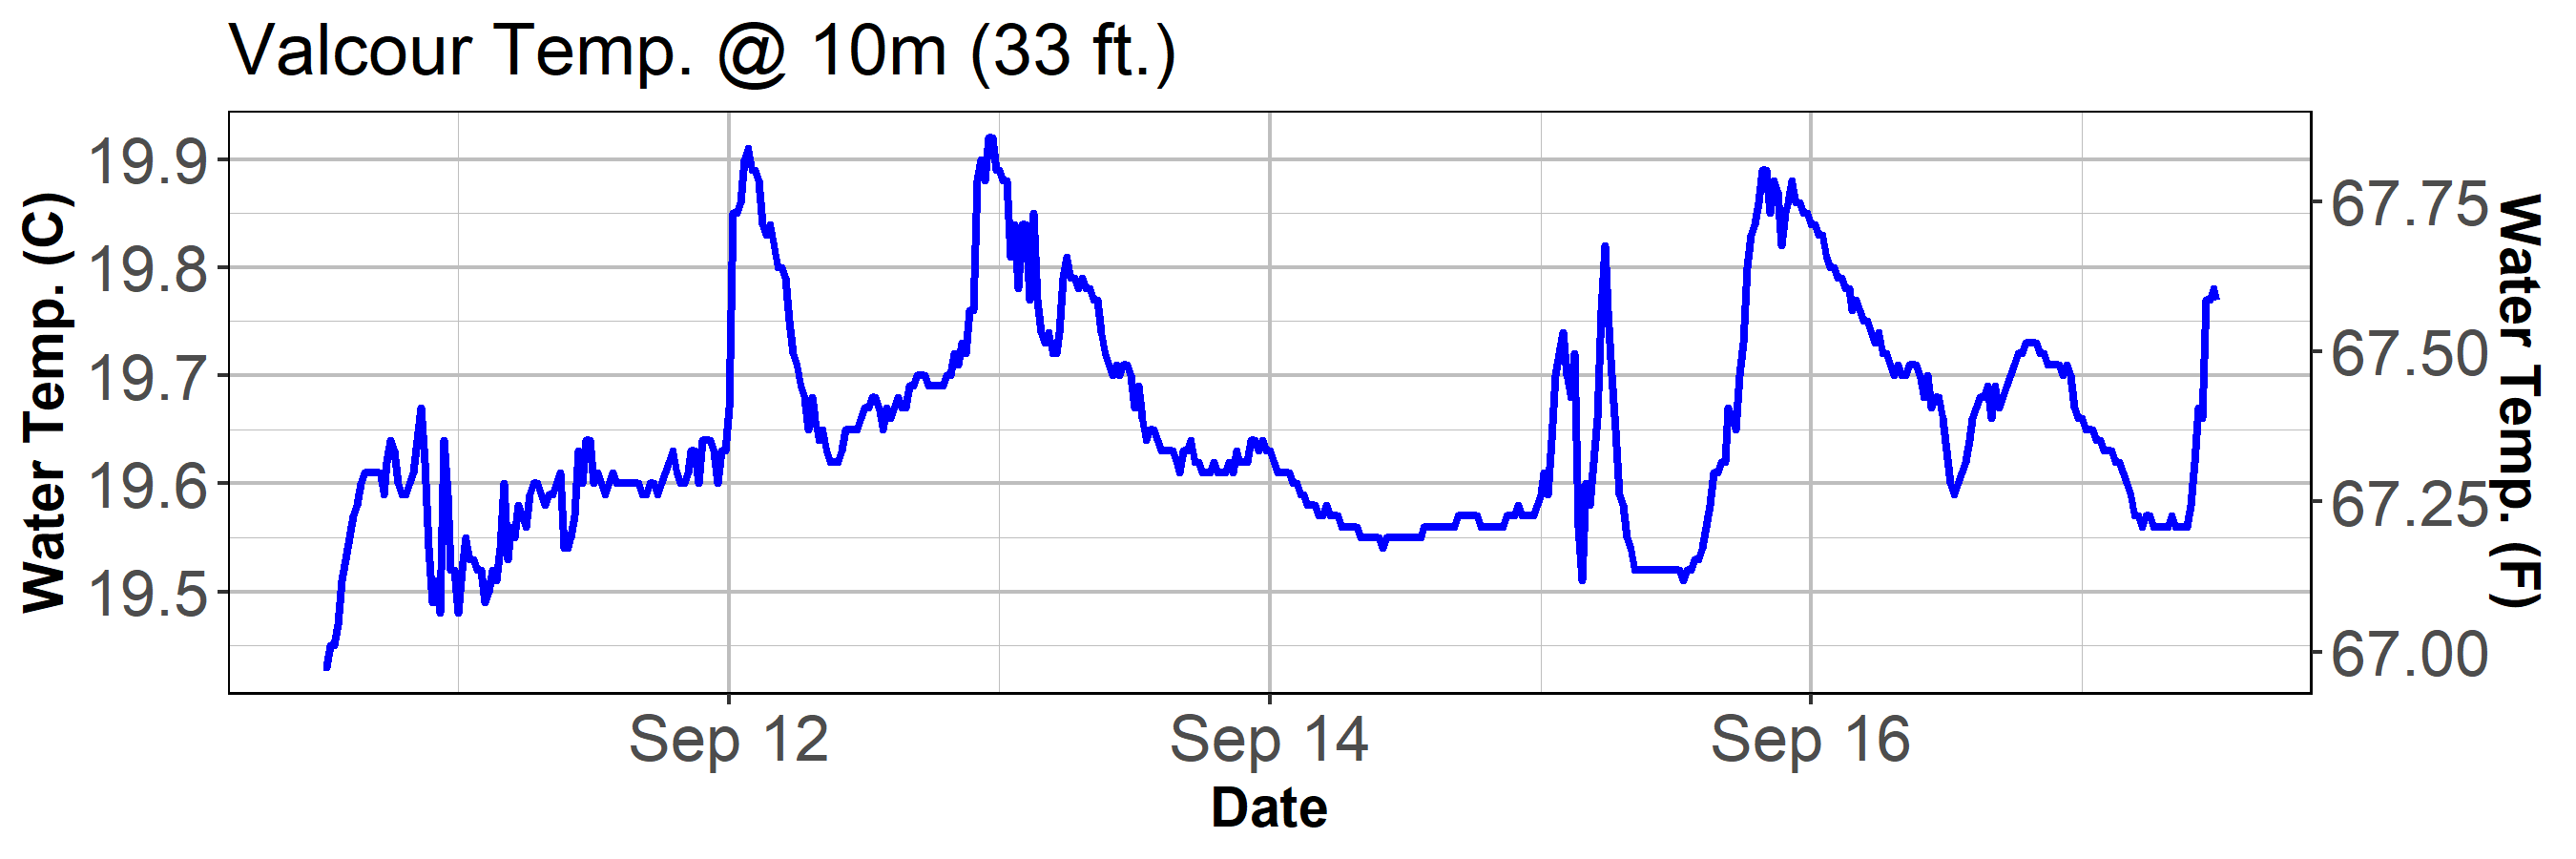 Valcour Temp. @ 10m (33 ft.)
Water Temp. (C)
19.9
19.8
19.7
19.6
19.5
67.75
67.50
67.25
67.00
Water Temp. (F)
Sep 12 Sep 14 Sep 16
Date